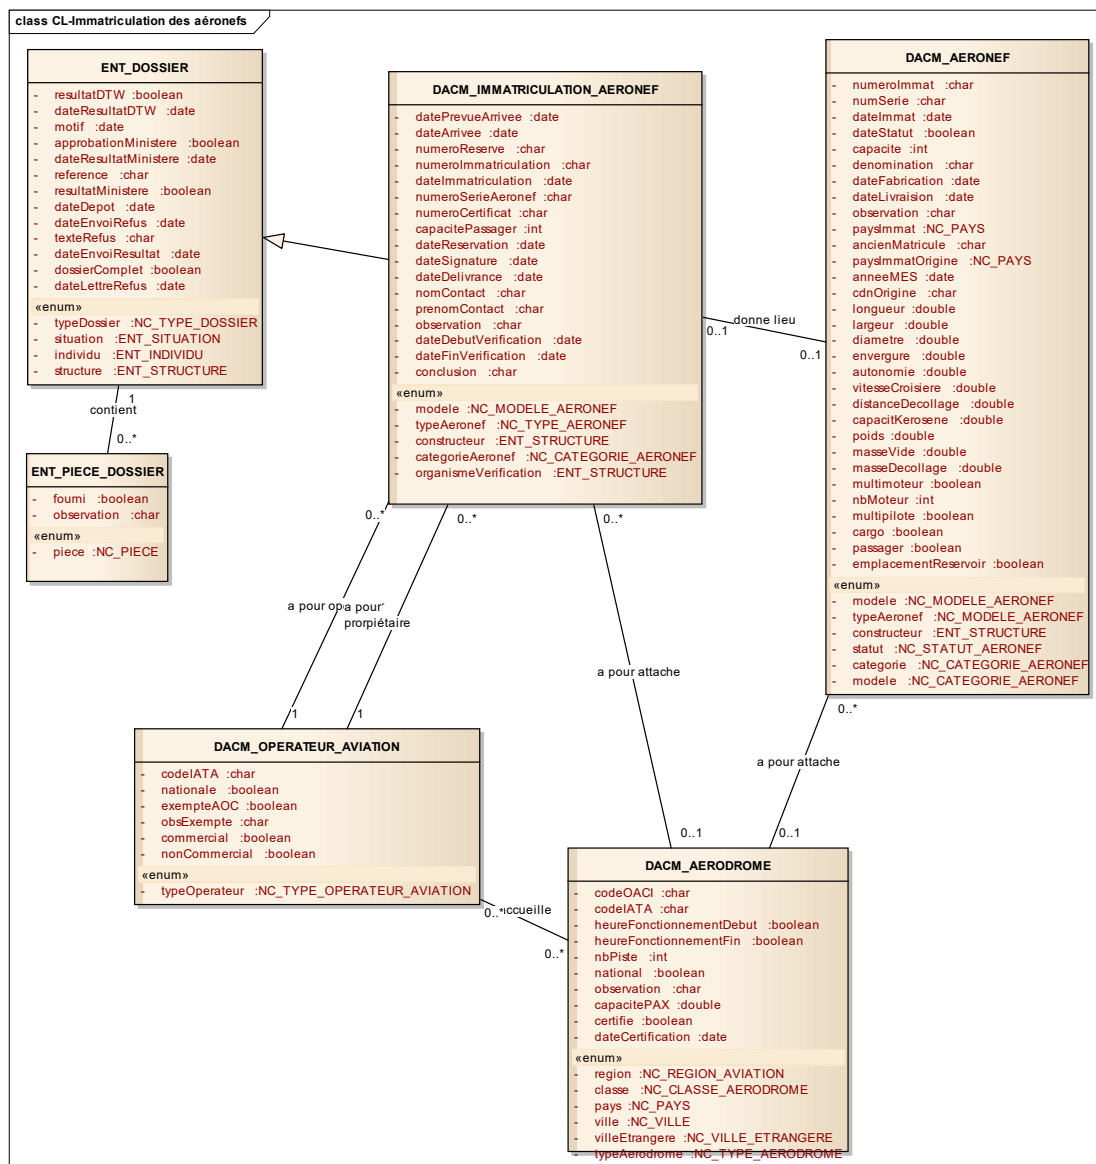 class CL-Immatriculation des aéronefs
ENT_DOSSIER
- resultatDTW :boolean
- dateResultatDTW :date
- motif :date
- approbationMinistere :boolean
- dateResultatMinistere :date
- reference :char
- resultatMinistere :boolean
- dateDepot :date
- dateEnvoiRefus :date
- texteRefus :char
- dateEnvoiResultat :date
- dossierComplet :boolean
- dateLettreRefus :date
«enum»
- typeDossier :NC_TYPE_DOSSIER
- situation :ENT_SITUATION
- individu :ENT_INDIVIDU
- structure :ENT_STRUCTURE
1
contient
0..*
ENT_PIECE_DOSSIER
- fourni :boolean
- observation :char
«enum»
- piece :NC_PIECE
DACM_IMMATRICULATION_AERONEF
- datePrevueArrivee :date
- dateArrivee :date
- numeroReserve :char
- numeroImmatriculation :char
- dateImmatriculation :date
- numeroSerieAeronef :char
- numeroCertificat :char
- capacitePassager :int
- dateReservation :date
- dateSignature :date
- dateDelivrance :date
- nomContact :char
- prenomContact :char
- observation :char
- dateDebutVerification :date
- dateFinVerification :date
- conclusion :char
«enum»
- modele :NC_MODELE_AERONEF
- typeAeronef :NC_TYPE_AERONEF
- constructeur :ENT_STRUCTURE
- categorieAeronef :NC_CATEGORIE_AERONEF
- organismeVerification :ENT_STRUCTURE
donne lieu
0..1
0..1
DACM_AERONEF
- numeroImmat :char
- numSerie :char
- dateImmat :date
- dateStatut :boolean
- capacite :int
- denomination :char
- dateFabrication :date
- dateLivraison :date
- observation :char
- paysImmat :NC_PAYS
- ancienMatricule :char
- paysImmatOrigine :NC_PAYS
- anneeMES :date
- cdnOrigine :char
- longueur :double
- largeur :double
- diametre :double
- envergure :double
- autonomie :double
- vitesseCroisiere :double
- distanceDecollage :double
- capacitKerosene :double
- poids :double
- masseVide :double
- masseDecollage :double
- multimoteur :boolean
- nbMoteur :int
- multipilote :boolean
- cargo :boolean
- passager :boolean
- emplacementReservoir :boolean
«enum»
- modele :NC_MODELE_AERONEF
- typeAeronef :NC_MODELE_AERONEF
- constructeur :ENT_STRUCTURE
- statut :NC_STATUT_AERONEF
- categorie :NC_CATEGORIE_AERONEF
- modele :NC_CATEGORIE_AERONEF
0..*
0..*
0..*
0..*
a pour
a pour
prorpiétaire
a pour attache
a pour attache
1
1
0..1
0..1
DACM_OPERATEUR_AVIATION
- codeIATA :char
- nationale :boolean
- exempteAOC :boolean
- obsExempte :char
- commercial :boolean
- nonCommercial :boolean
«enum»
- typeOperateur :NC_TYPE_OPERATEUR_AVIATION
0..*
0..*
DACM_AERODROME
- codeOACI :char
- codeIATA :char
- heureFonctionnementDebut :boolean
- heureFonctionnementFin :boolean
- nbPiste :int
- national :boolean
- observation :char
- capacitePAX :double
- certifie :boolean
- dateCertification :date
«enum»
- region :NC_REGION_AVIATION
- classe :NC_CLASSE_AERODROME
- pays :NC_PAYS
- ville :NC_VILLE
- villeEtrangere :NC_VILLE_ETRANGERE
- typeAerodrome :NC_TYPE_AERODROME